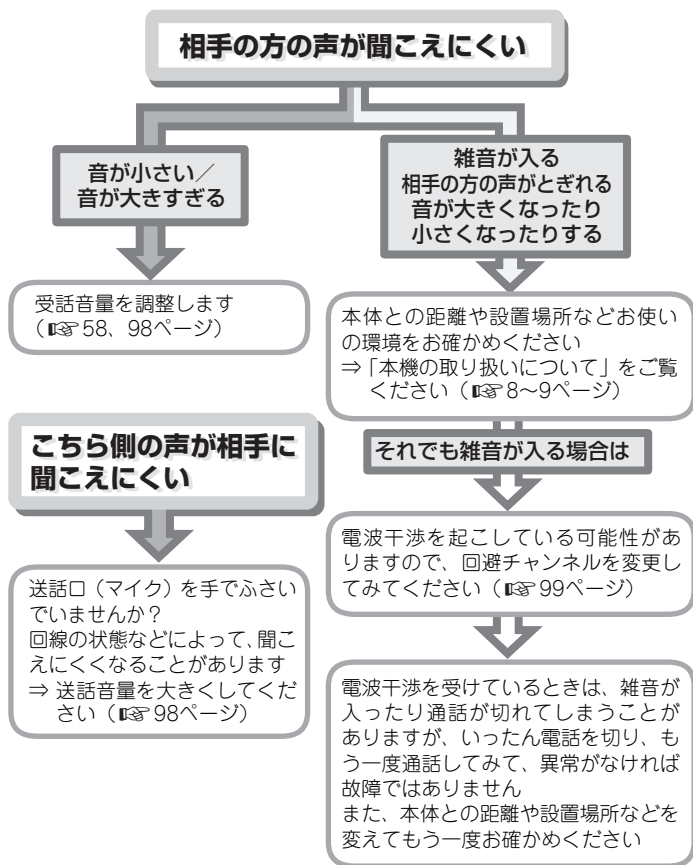 相手の方の声が聞こえにくい
音が小さい／
音が大きすぎる
受話音量を調整します
（☞58、98ページ）
雑音が入る
相手の方の声がとぎれる
音が大きくなったり
小さくなったりする
本体との距離や設置場所などお使い
の環境をお確かめください
⇒「本機の取り扱いについて」をご覧
ください（☞8～9ページ）
それでも雑音が入る場合は
電波干渉を起こしている可能性があ
りますので、回避チャンネルを変更し
てみてください（☞99ページ）
電波干渉を受けているときは、雑音が
入ったり通話が切れてしまうことが
ありますが、いったん電話を切り、も
う一度通話してみて、異常がなければ
故障ではありません
また、本体との距離や設置場所などを
変えてもう一度お確かめください
こちら側の声が相手に
聞こえにくい
送話口（マイク）を手でふさい
でいませんか？
回線の状態などによって、聞こ
えにくくなることがあります
⇒ 送話音量を大きくしてくだ
さい（☞98ページ）